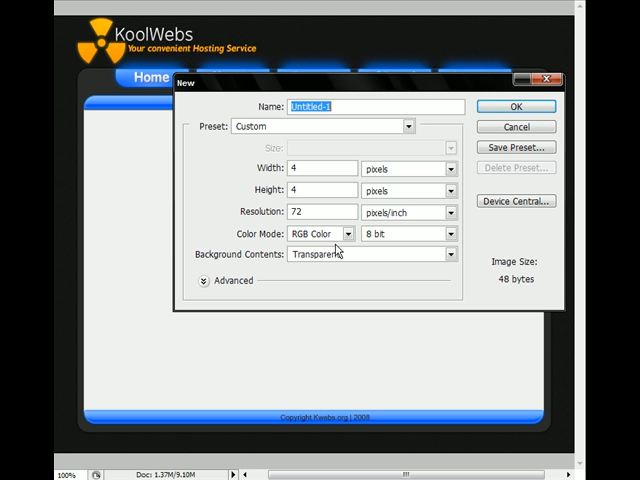 KoolWebs
Your convenient Hosting Service
Home
New
Name: Untitled-1
OK
Preset: Custom
Cancel
Size:
Save Preset...
Width: 4 pixels
Delete Preset...
Height: 4 pixels
Device Central...
Resolution: 72 pixels/inch
Color Mode: RGB Color 8 bit
Background Contents: Transparent
Image Size:
48 bytes
Advanced
Copyright Kwebs.org | 2008
100%
Doc: 1.37M/9.10M